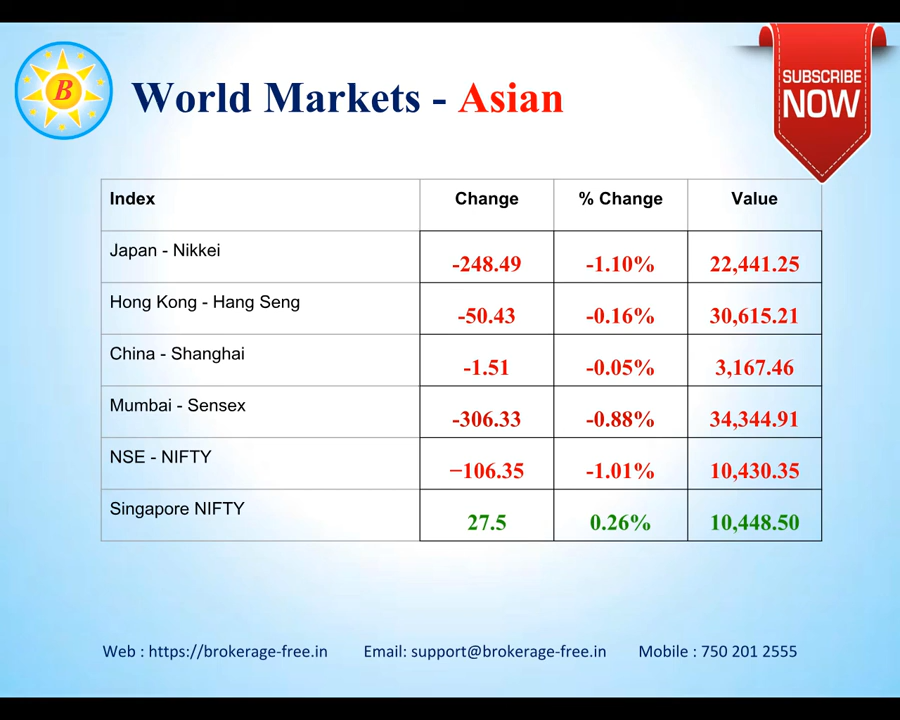 B
World Markets - Asian
SUBSCRIBE
NOW
Index Change % Change Value
Japan - Nikkei -248.49 -1.10% 22,441.25
Hong Kong - Hang Seng -50.43 -0.16% 30,615.21
China - Shanghai -1.51 -0.05% 3,167.46
Mumbai - Sensex -306.33 -0.88% 34,344.91
NSE - NIFTY −106.35 -1.01% 10,430.35
Singapore NIFTY 27.5 0.26% 10,448.50
Web : https://brokerage-free.in Email: support@brokerage-free.in Mobile : 750 201 2555